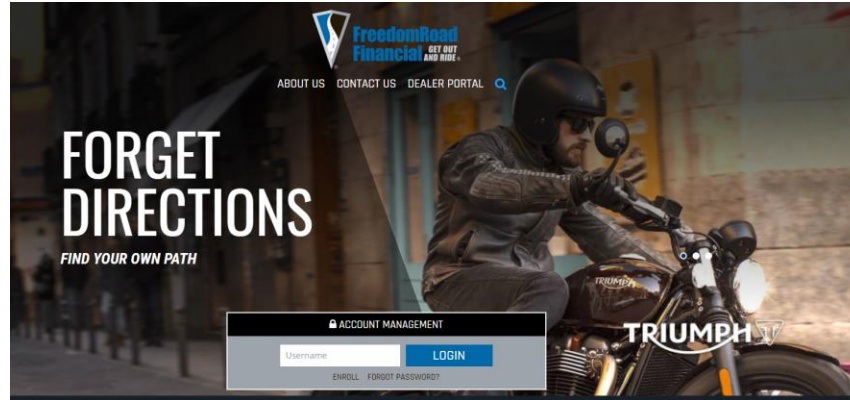 FreedomRoad
Financial GET OUT
AND RIDE
ABOUT US CONTACT US DEALER PORTAL
FORGET
DIRECTIONS
FIND YOUR OWN PATH
TRIUMPH
ACCOUNT MANAGEMENT
TRIUMPH
Username LOGIN
ENROLL FORGOT PASSWORD?